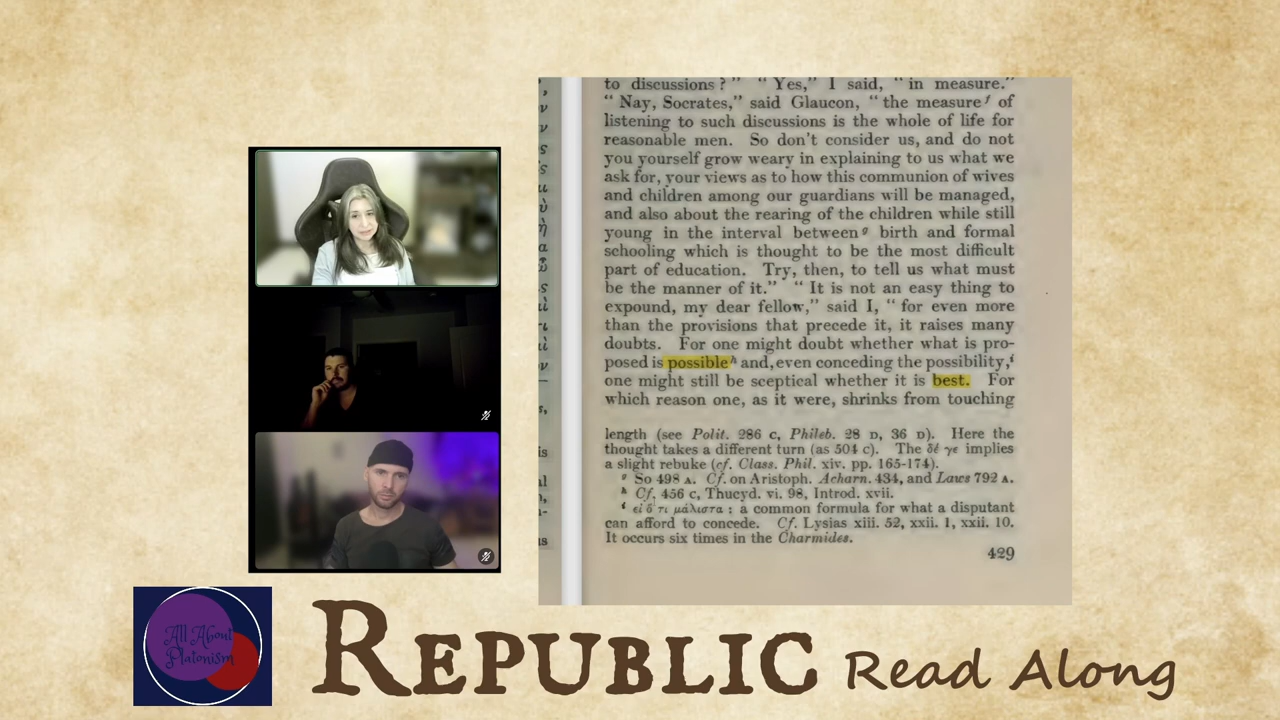 ν
ν
ς
ι
ὺ
ή
α
ς
ὶ
ι
ὶ
ν
s,
is
al
n,
n-
us
to discussions?” “Yes,” I said, “in measure.”
“Nay, Socrates,” said Glaucon, “the measure f of
listening to such discussions is the whole of life for
reasonable men. So don't consider us, and do not
you yourself grow weary in explaining to us what we
ask for, your views as to how this communion of wives
and children among our guardians will be managed,
and also about the rearing of the children while still
young in the interval between g birth and formal
schooling which is thought to be the most difficult
part of education. Try, then, to tell us what must
be the manner of it.” “It is not an easy thing to
expound, my dear fellow,” said I, “for even more
than the provisions that precede it, it raises many
doubts. For one might doubt whether what is pro-
posed is possible h and, even conceding the possibility, i
one might still be sceptical whether it is best. For
which reason one, as it were, shrinks from touching
length (see Polit. 286 C, Phileb. 28 D, 36 D). Here the
thought takes a different turn (as 504 C). The δέ γε implies
a slight rebuke (cf. Class. Phil. xiv. pp. 165-174).
g So 498 A. Cf. on Aristoph. Acharn. 434, and Laws 792 A.
h Cf. 456 C, Thucyd. vi. 98, Introd. xvii.
i εἰ δ' τι μάλιστα: a common formula for what a disputant
can afford to concede. Cf. Lysias xiii. 52, xxii. 1, xxii. 10.
It occurs six times in the Charmides.
429
All About
Platonism
REPUBLIC Read Along